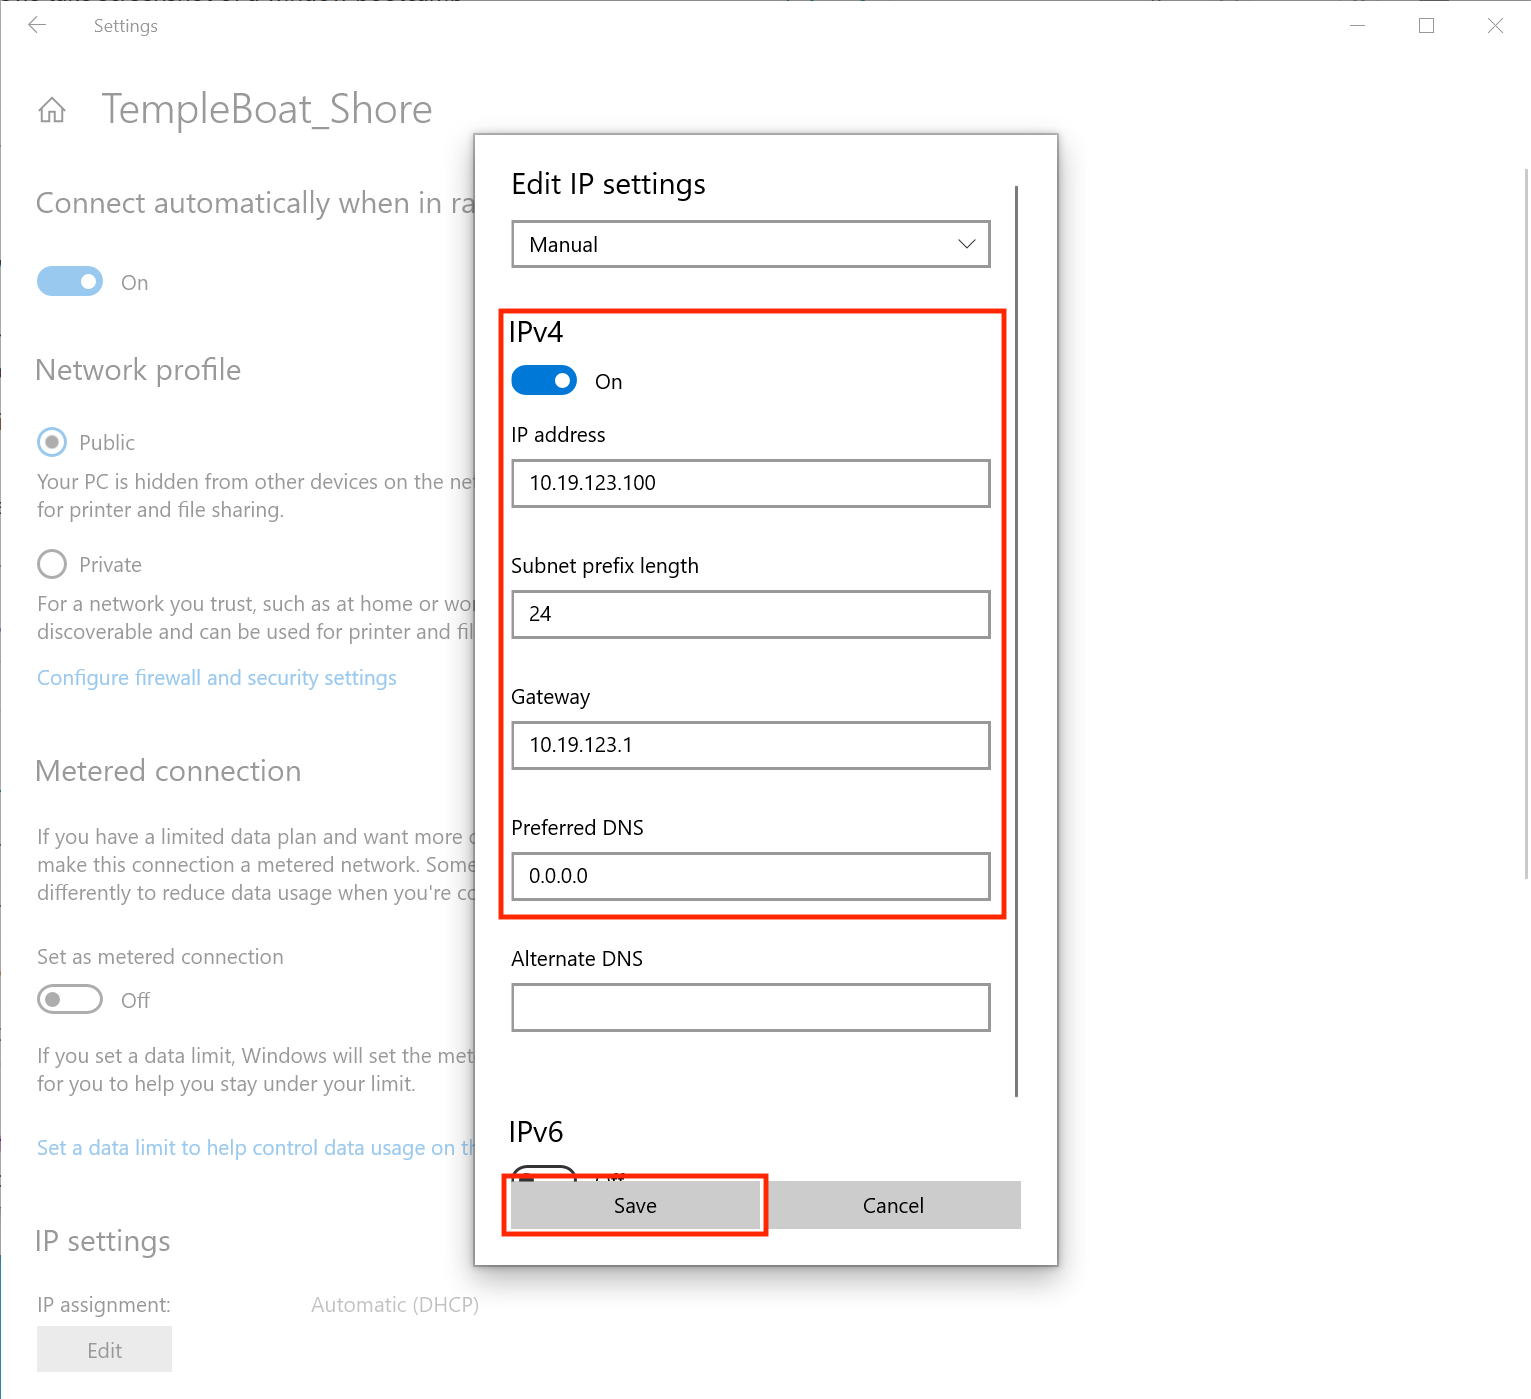 Settings
TempleBoat_Shore
Connect automatically when in ra
On
Network profile
Public
Your PC is hidden from other devices on the
for printer and file sharing.
Private
For a network you trust, such as at home or
discoverable and can be used for printer and
Configure firewall and security settings
Metered connection
If you have a limited data plan and want more
make this connection a metered network. Some
differently to reduce data usage when you're
Set as metered connection
Off
If you set a data limit, Windows will set the
for you to help you stay under your limit.
Set a data limit to help control data usage on
IP settings
IP assignment:
Automatic (DHCP)
Edit
Edit IP settings
Manual
IPv4
On
IP address
10.19.123.100
Subnet prefix length
24
Gateway
10.19.123.1
Preferred DNS
0.0.0.0
Alternate DNS
IPv6
Off
Save
Cancel